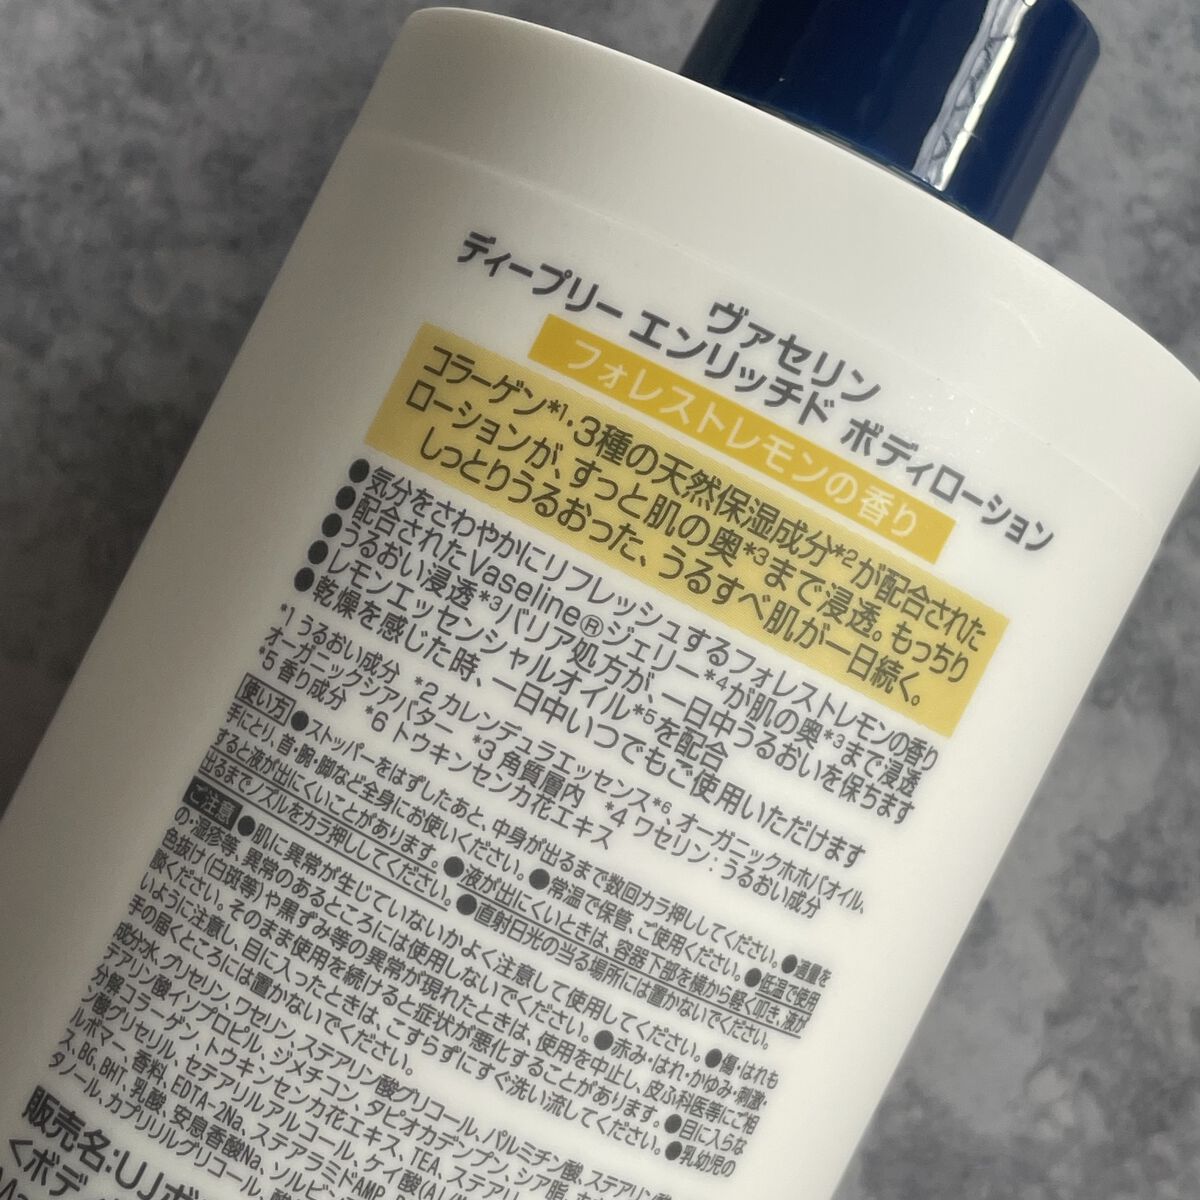 ヴァセリン
ディープリー エンリッチド ボディローション
フォレストレモンの香り
コラーゲン*1・3種の天然保湿成分*2が配合された
ローションが、すっと肌の奥*3まで浸透。もっちり
しっとりうるおった、うるすべ肌が一日続く。
●気分をさわやかにリフレッシュするフォレストレモンの香り
●配合されたVaseline®ジェリー*4が肌の奥*3まで浸透
●うるおい浸透*3バリア処方が、一日中うるおいを保ちます
●レモンエッセンシャルオイル*5を配合
●乾燥を感じた時、一日中いつでもご使用いただけます
*1 うるおい成分 *2 カレンデュラエッセンス*6、オーガニックホホバオイル、
オーガニックシアバター *3 角質層内 *4 ワセリン：うるおい成分
*5 香り成分 *6 トウキンセンカ花エキス
使い方 ●ストッパーをはずしたあと、中身が出るまで数回カラ押ししてください。●適量を
手にとり、首・腕・脚など全身にお使いください。●常温で保管、ご使用ください。●低温で使用
すると液が出にくいことがあります。●液が出にくいときは、容器下部を横から軽く叩き、液が
出るまでノズルをカラ押ししてください。●直射日光の当る場所には置かないでください。
ご注意 ●肌に異常が生じていないかよく注意して使用してください。●傷・はれも
の・湿疹等、異常のあるところには使用しないでください。●赤み・はれ・かゆみ・刺激・
色抜け(白斑等)や黒ずみ等の異常が現れたときは、使用を中止し、皮ふ科医等にご相
談ください。そのまま使用を続けると症状が悪化することがあります。●目に入らな
いように注意し、目に入ったときは、こすらずにすぐ洗い流してください。●乳幼児の
手の届くところには置かないでください。
成分:水、グリセリン、ワセリン、ステアリン酸グリコール、パルミチン酸、ステアリン酸
テアリン酸イソプロピル、ジメチコン、タピオカデンプン、シア脂、
分解コラーゲン、トウキンセンカ花エキス、TEA、ステアリ
ン酸グリセリル、セテアリルアルコール、ケイ酸(Al/
ルボマー、香料、EDTA-2Na、ステアラミドAMP、
ス、BG、BHT、乳酸、安息香酸Na、ソルビ
タノール、カプリリルグリコール、
販売名:UJボ
<ボデ